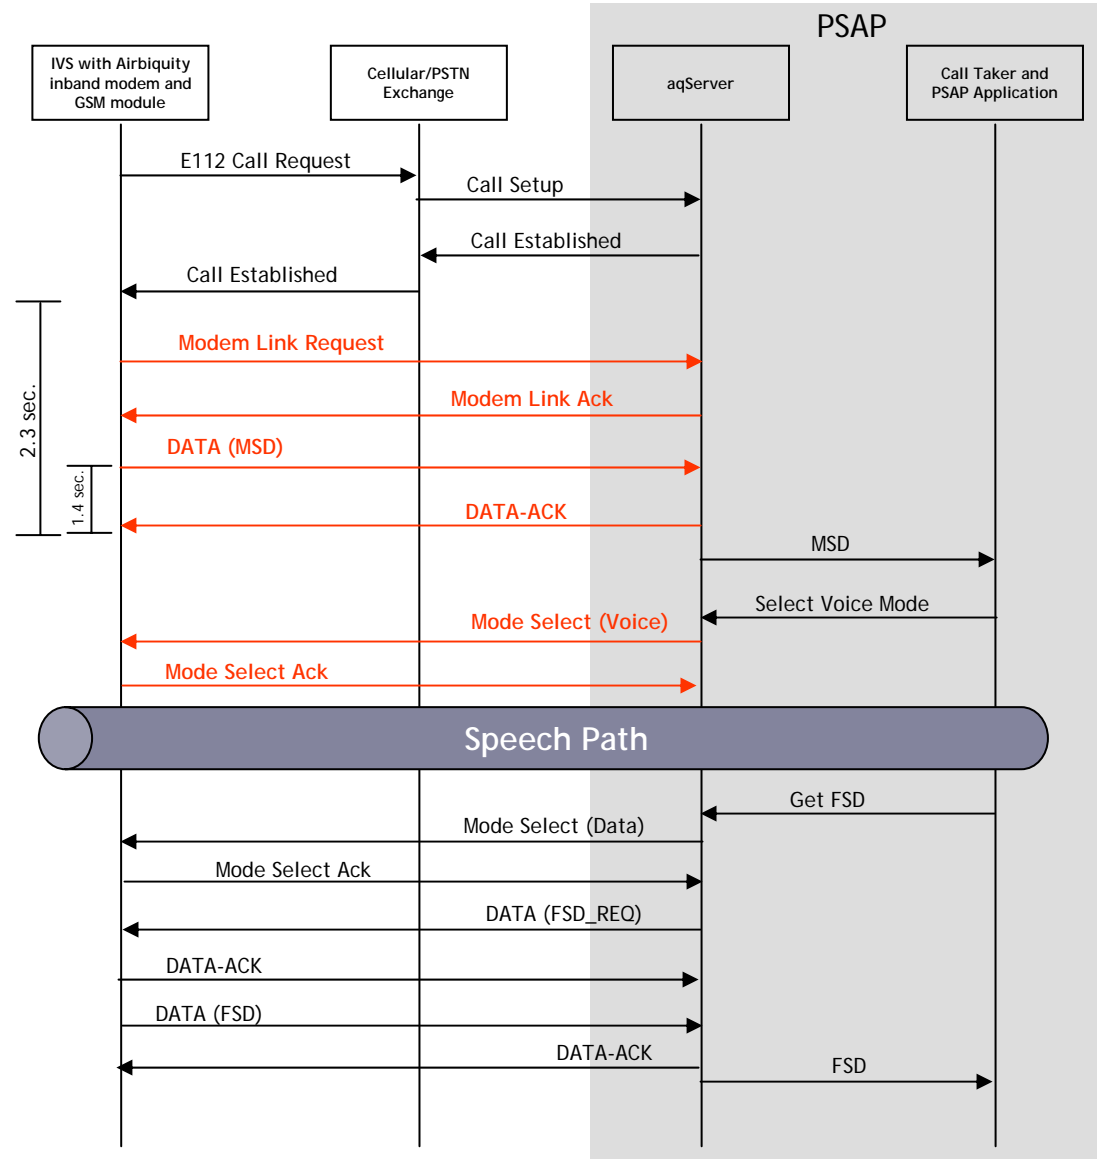 PSAP
IVS with Airbiquity
inband modem and
GSM module
Cellular/PSTN
Exchange
aqServer
Call Taker and
PSAP Application
E112 Call Request
Call Setup
Call Established
Call Established
2.3 sec.
Modem Link Request
Modem Link Ack
DATA (MSD)
1.4 sec.
DATA-ACK
MSD
Select Voice Mode
Mode Select (Voice)
Mode Select Ack
Speech Path
Get FSD
Mode Select (Data)
Mode Select Ack
DATA (FSD_REQ)
DATA-ACK
DATA (FSD)
DATA-ACK
FSD